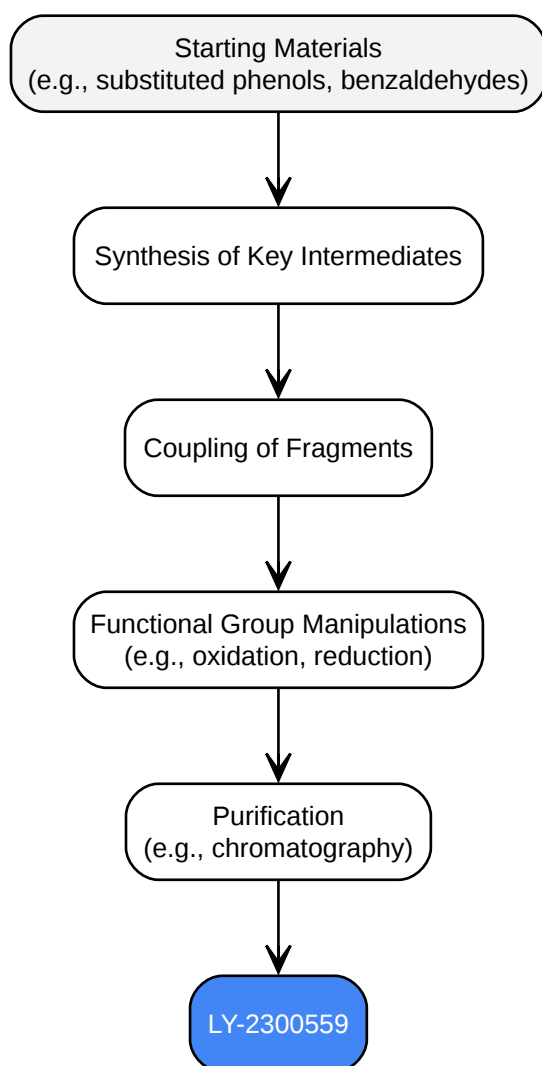 Starting Materials
(e.g., substituted phenols, benzaldehydes)
Synthesis of Key Intermediates
Coupling of Fragments
Functional Group Manipulations
(e.g., oxidation, reduction)
Purification
(e.g., chromatography)
LY-2300559